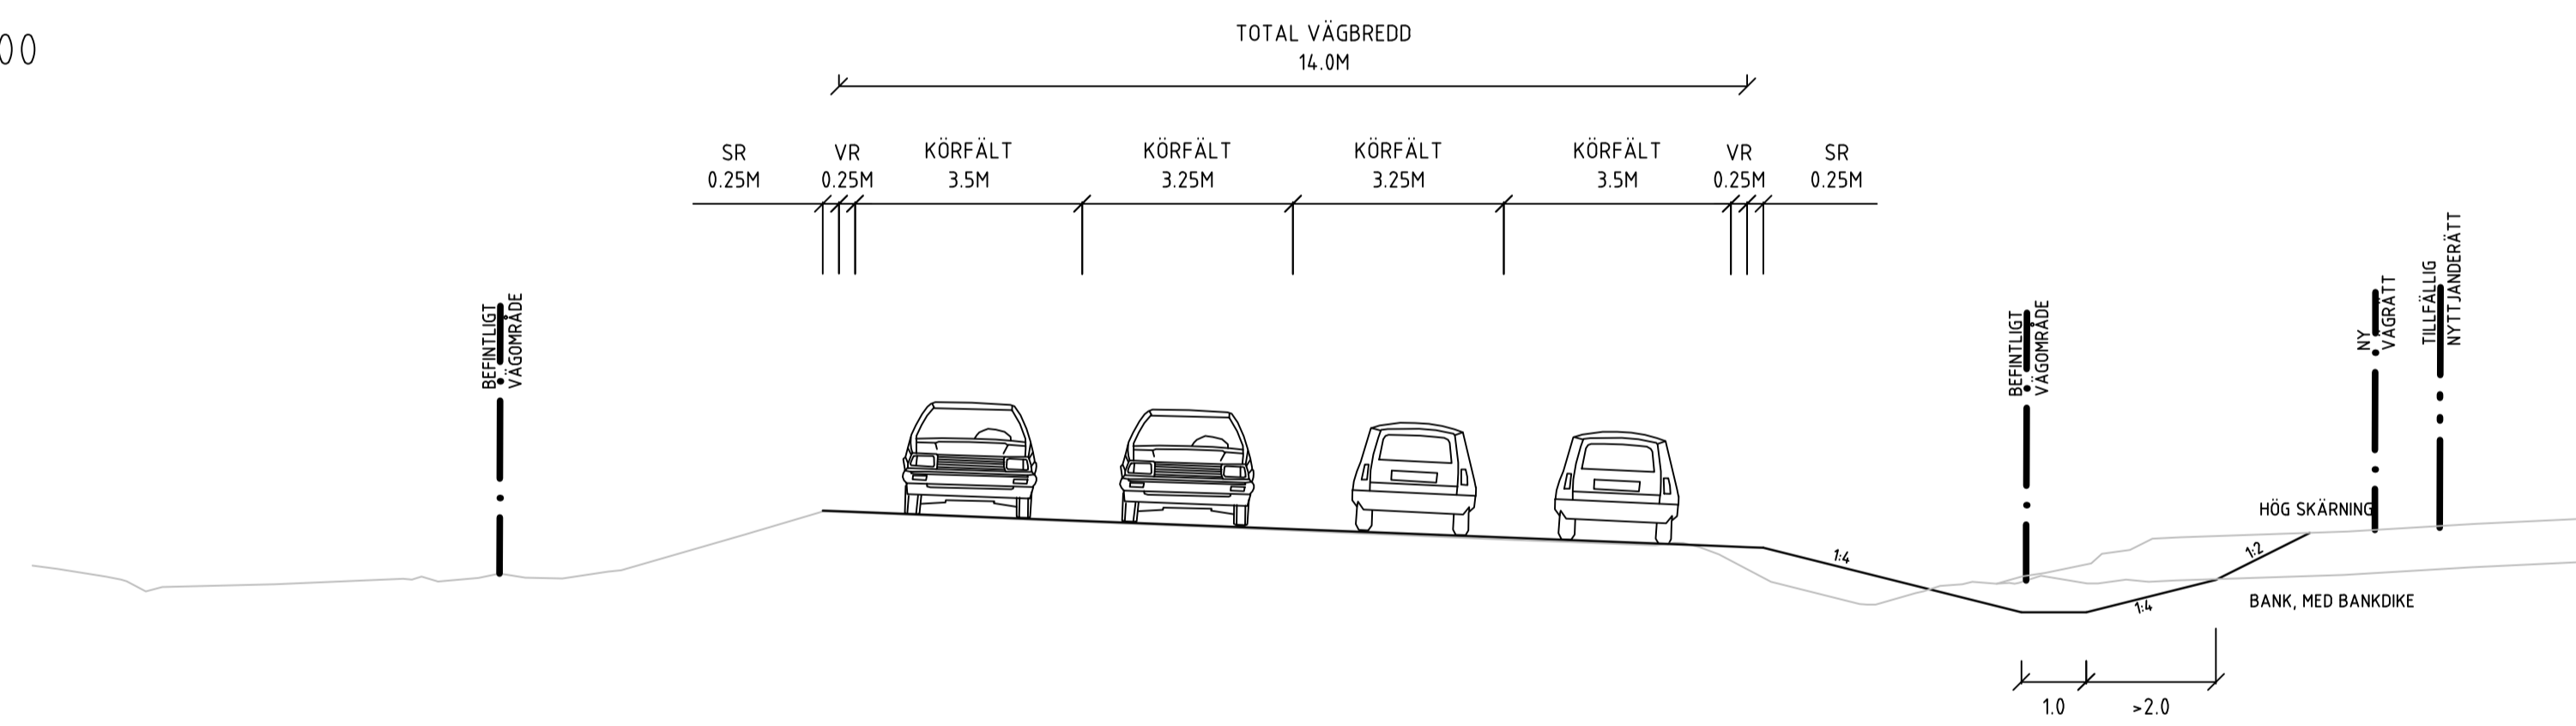 00
TOTAL VÄGBREDD
14.0M
SR
0.25M
VR
0.25M
KÖRFÄLT
3.5M
KÖRFÄLT
3.25M
KÖRFÄLT
3.25M
KÖRFÄLT
3.5M
VR
0.25M
SR
0.25M
BEFINTLIGT
VÄGOMRÅDE
BEFINTLIGT
VÄGOMRÅDE
NY
VÄGRÄTT
TILLFÄLLIG
NYTTJANDERÄTT
HÖG SKÄRNING
1:4
1:2
1:4
BANK, MED BANKDIKE
1.0
>2.0